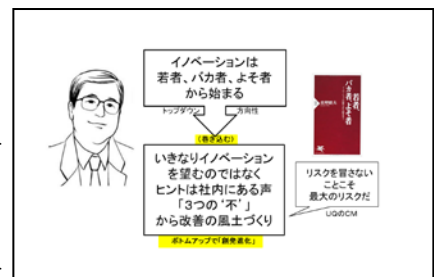 イノベーションは
若者、バカ者、よそ者
から始まる
トップダウン
方向性
(巻き込む)
いきなりイノベーション
を望むのではなく
ヒントは社内にある声
「3つの‘不’」
から改善の風土づくり
ボトムアップで「創発進化」
若者、
バカ者、よそ者
リスクを冒さない
ことこそ
最大のリスクだ
UQのCM